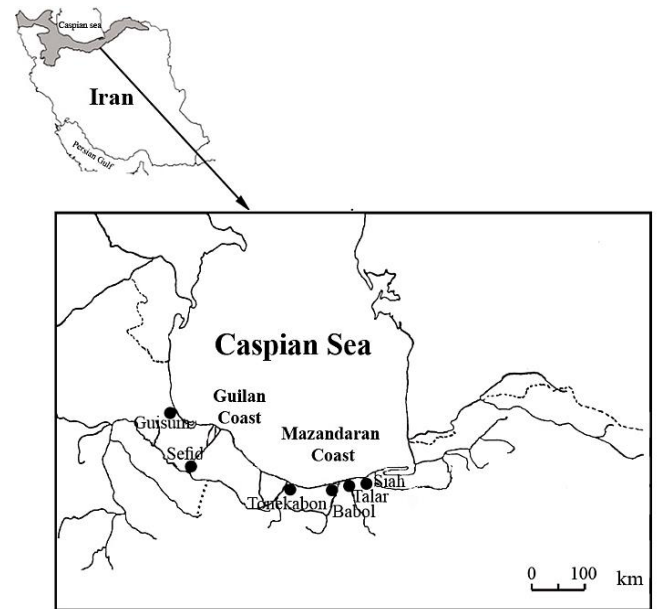 Caspian sea
Iran
Persian Gulf
Caspian Sea
Guilan
Coast
Guisum
Mazandaran
Coast
Sefid
Siah
Talar
Tonekabon
Babol
0 100
km